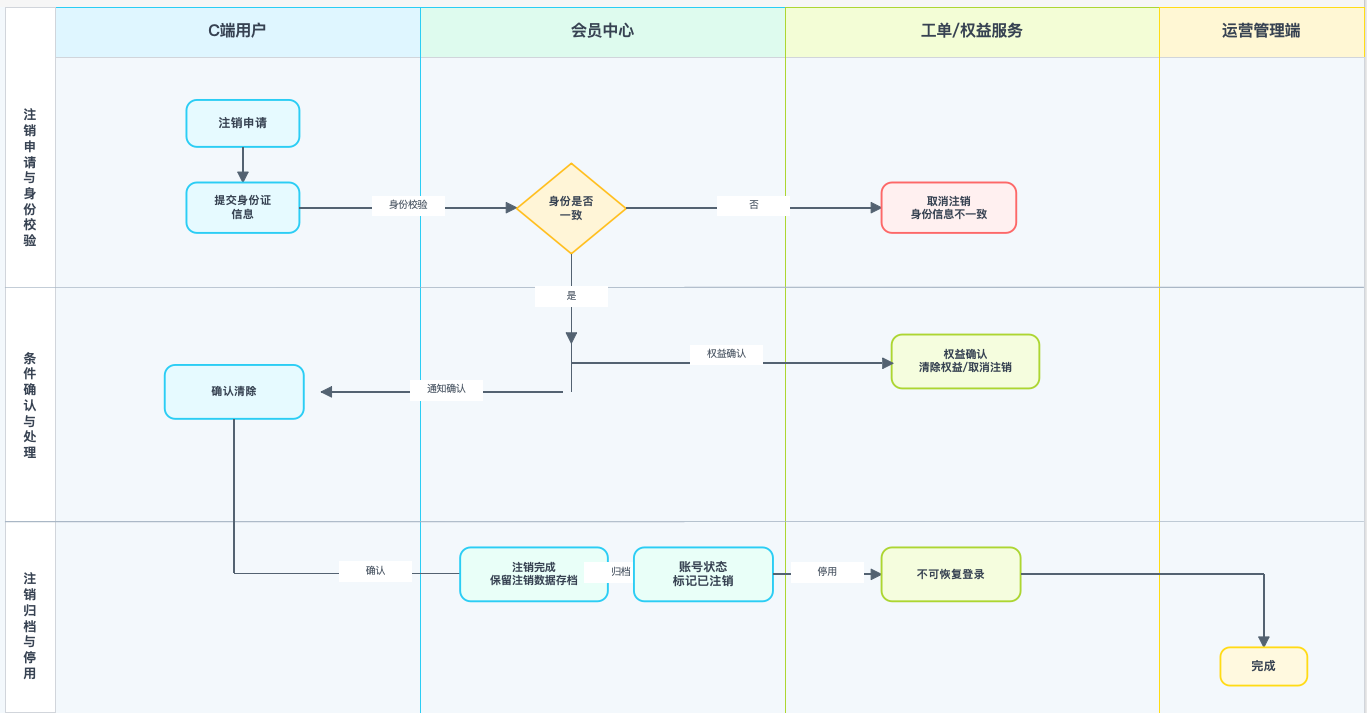 C端用户
会员中心
工单/权益服务
运营管理端
注销申请与身份校验
注销申请
提交身份证
信息
身份校验
身份是否
一致
否
取消注销
身份信息不一致
是
条件确认与处理
权益确认
权益确认
清除权益/取消注销
确认清除
通知确认
注销归档与停用
确认
注销完成
保留注销数据存档
归档
账号状态
标记已注销
停用
不可恢复登录
完成